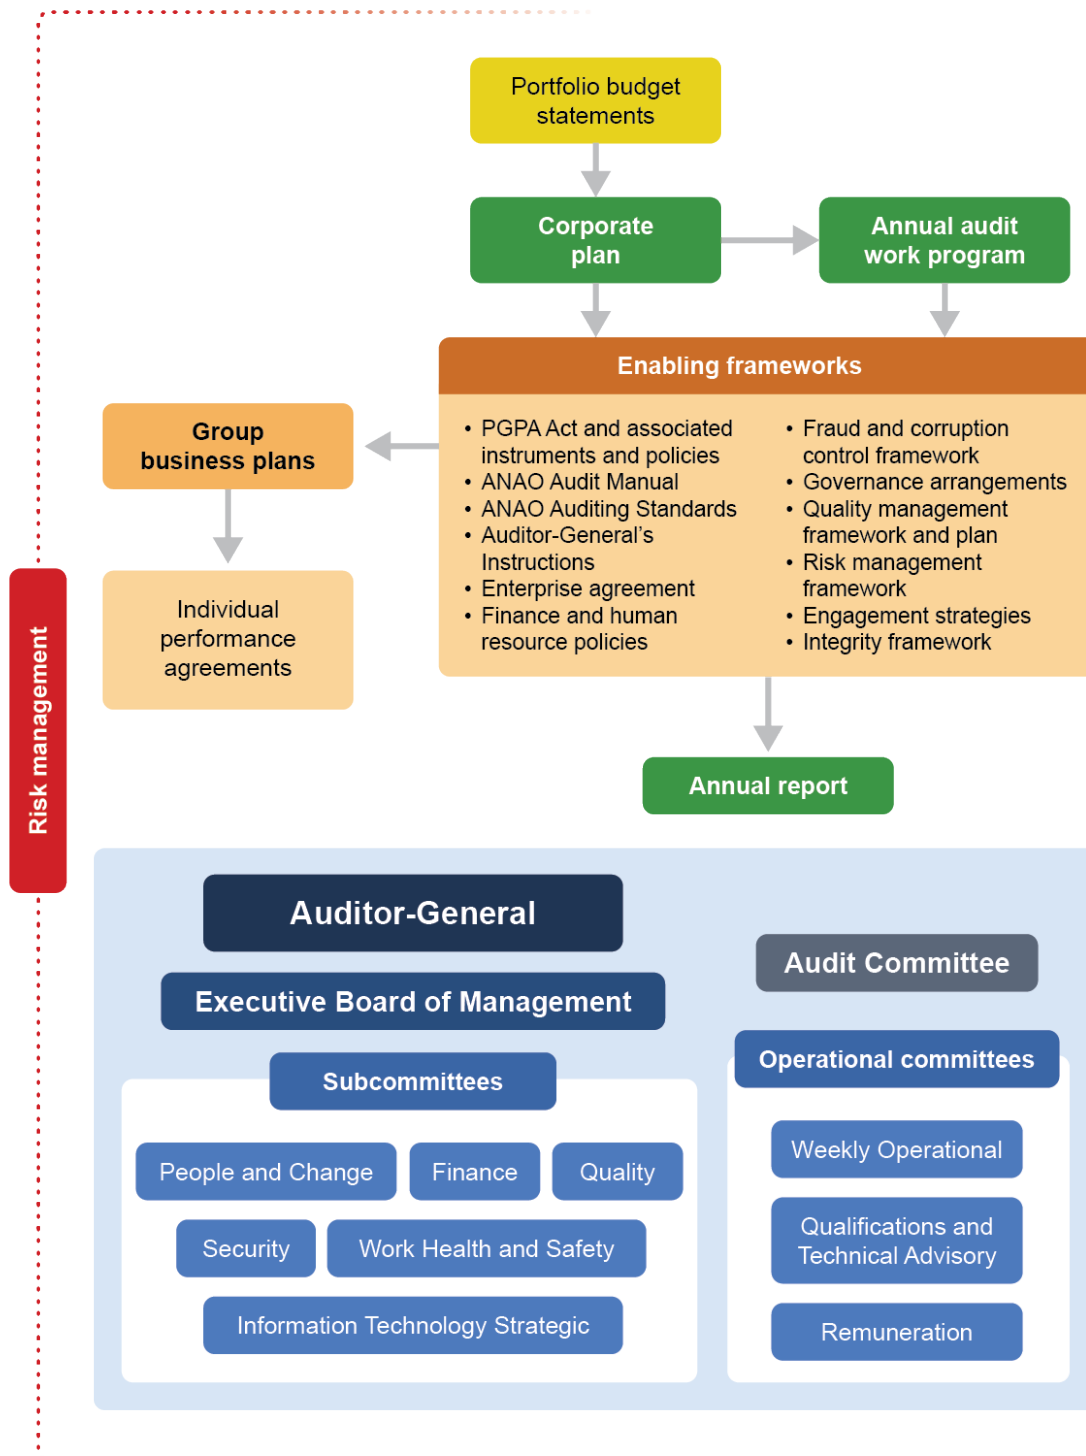 Portfolio budget
statements
Corporate
plan
Annual audit
work program
Enabling frameworks
• PGPA Act and associated
instruments and policies
• ANAO Audit Manual
• ANAO Auditing Standards
• Auditor-General’s
Instructions
• Enterprise agreement
• Finance and human
resource policies
• Fraud and corruption
control framework
• Governance arrangements
• Quality management
framework and plan
• Risk management
framework
• Engagement strategies
• Integrity framework
Group
business plans
Individual
performance
agreements
Risk management
Annual report
Auditor-General
Executive Board of Management
Subcommittees
People and Change
Finance
Quality
Security
Work Health and Safety
Information Technology Strategic
Audit Committee
Operational committees
Weekly Operational
Qualifications and
Technical Advisory
Remuneration